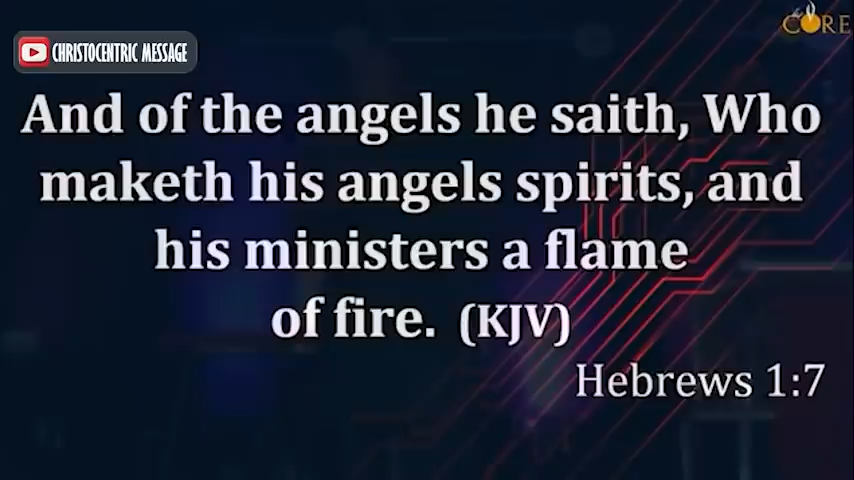 the CORE
CHRISTOCENTRIC MESSAGE
And of the angels he saith, Who
maketh his angels spirits, and
his ministers a flame
of fire. (KJV)
Hebrews 1:7